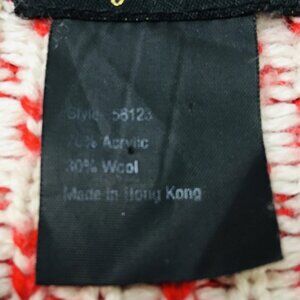 Style 56123
70% Acrylic
30% Wool
Made in Hong Kong